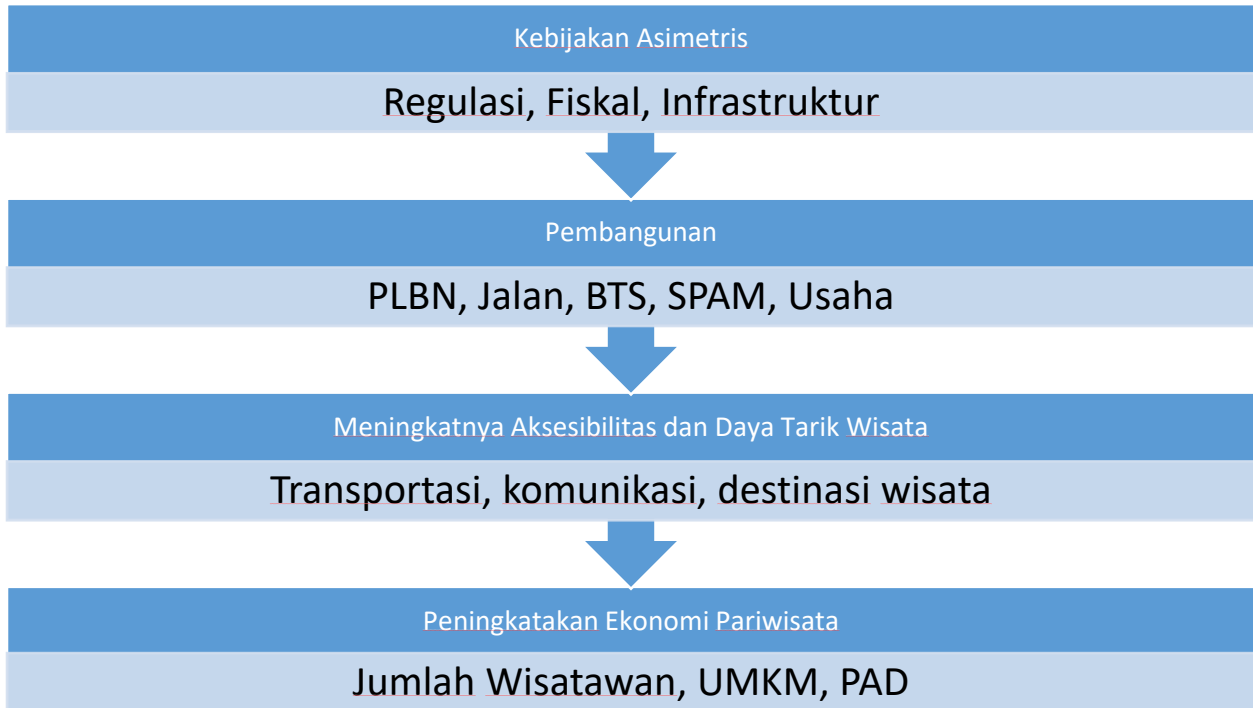 Kebijakan Asimetris
Regulasi, Fiskal, Infrastruktur
Pembangunan
PLBN, Jalan, BTS, SPAM, Usaha
Meningkatnya Aksesibilitas dan Daya Tarik Wisata
Transportasi, komunikasi, destinasi wisata
Peningkatakan Ekonomi Pariwisata
Jumlah Wisatawan, UMKM, PAD